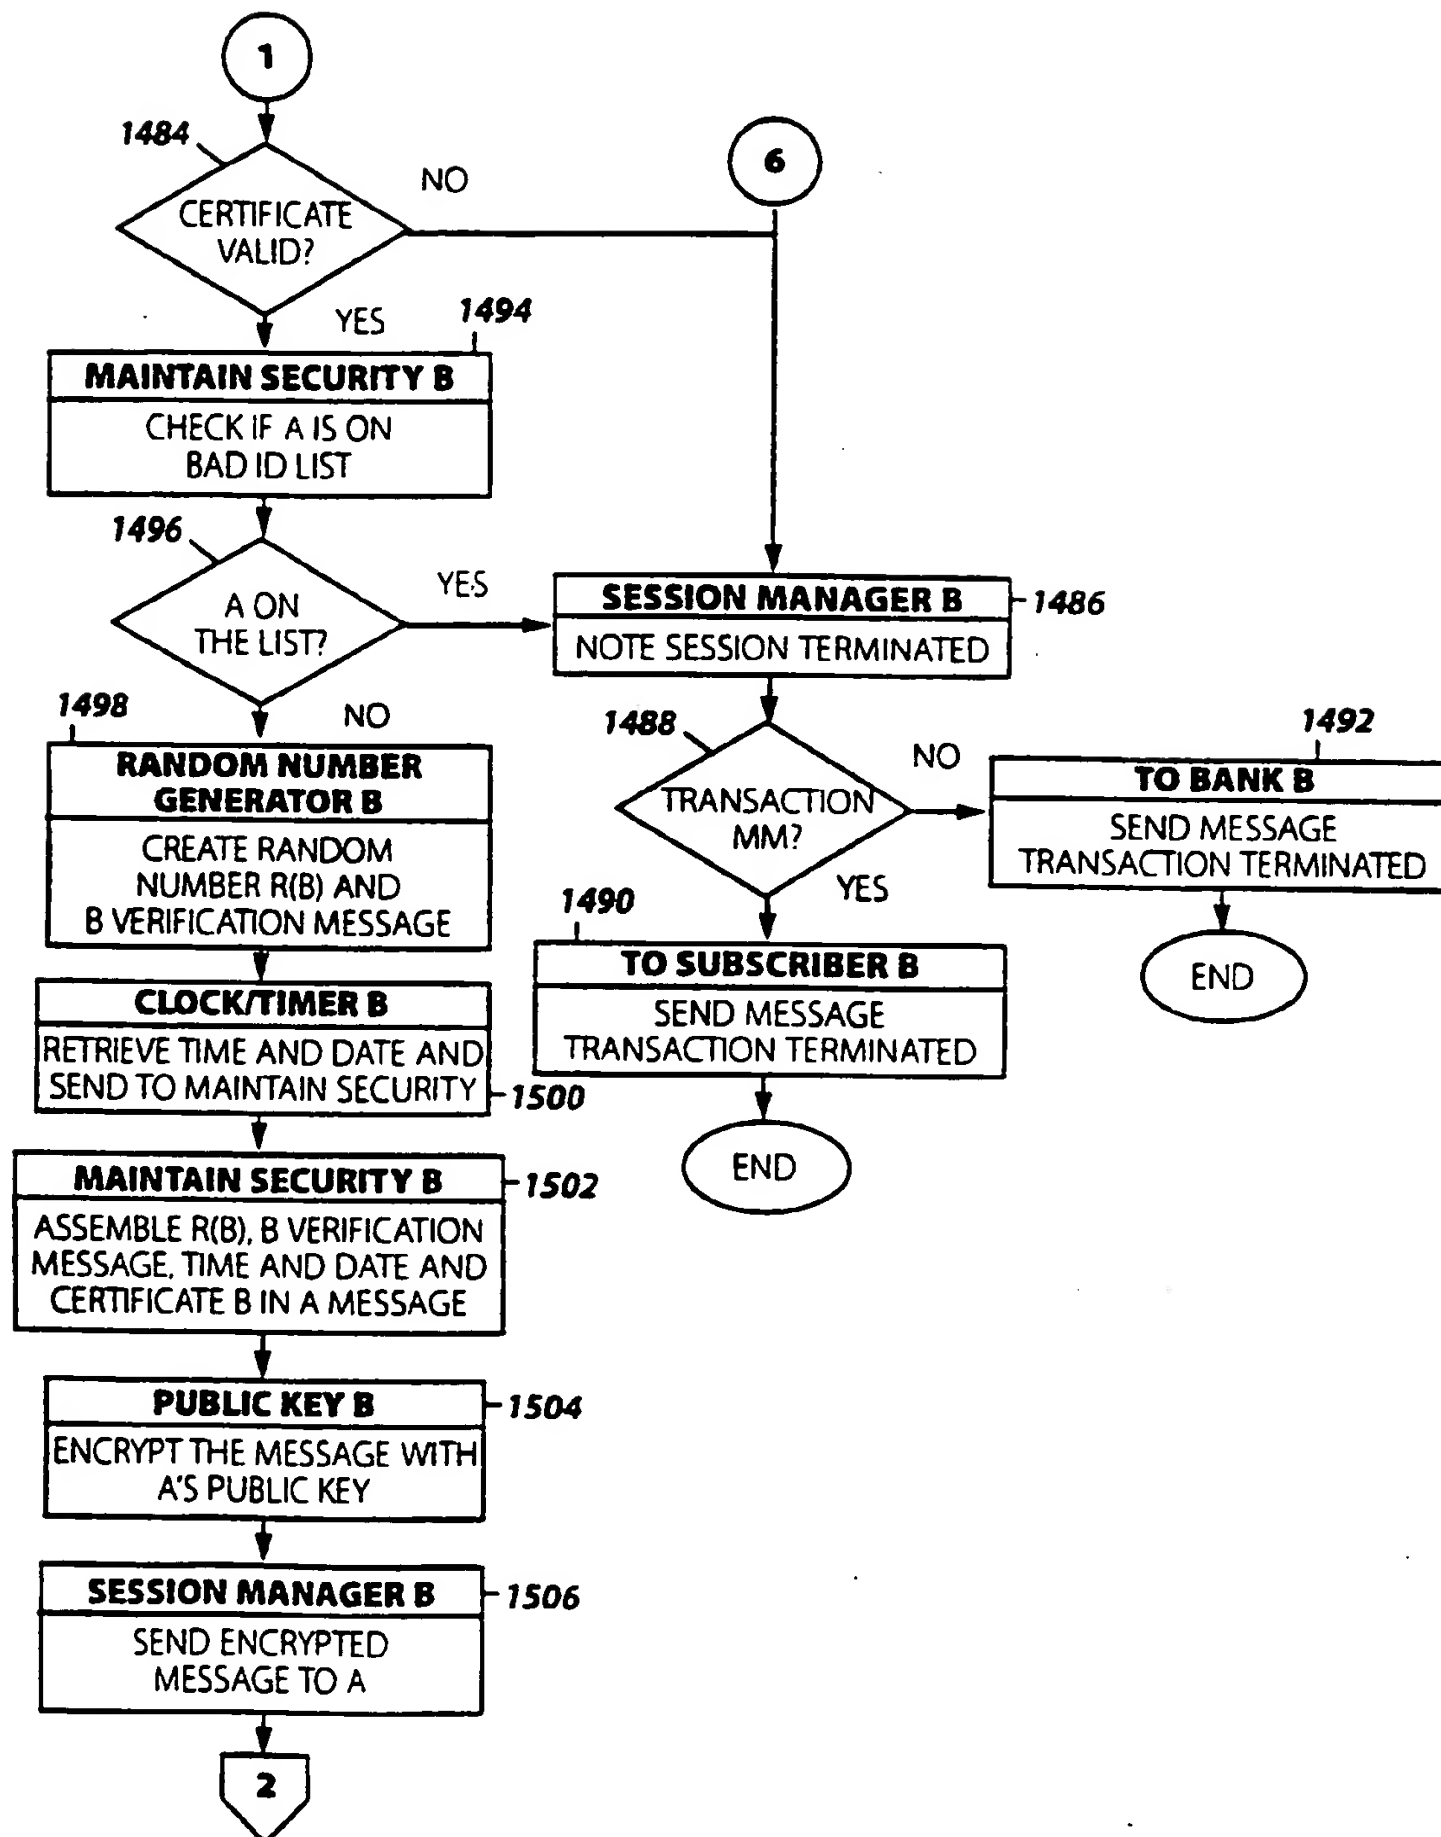 1
1484
CERTIFICATE
VALID?
NO
6
YES
1494
MAINTAIN SECURITY B
CHECK IF A IS ON
BAD ID LIST
1496
A ON
THE LIST?
YES
SESSION MANAGER B
1486
NOTE SESSION TERMINATED
NO
1498
RANDOM NUMBER
GENERATOR B
CREATE RANDOM
NUMBER R(B) AND
B VERIFICATION MESSAGE
1488
TRANSACTION
MM?
NO
1492
TO BANK B
SEND MESSAGE
TRANSACTION TERMINATED
END
YES
1490
TO SUBSCRIBER B
SEND MESSAGE
TRANSACTION TERMINATED
END
CLOCK/TIMER B
RETRIEVE TIME AND DATE AND
SEND TO MAINTAIN SECURITY
1500
MAINTAIN SECURITY B
1502
ASSEMBLE R(B), B VERIFICATION
MESSAGE, TIME AND DATE AND
CERTIFICATE B IN A MESSAGE
PUBLIC KEY B
1504
ENCRYPT THE MESSAGE WITH
A'S PUBLIC KEY
SESSION MANAGER B
1506
SEND ENCRYPTED
MESSAGE TO A
2